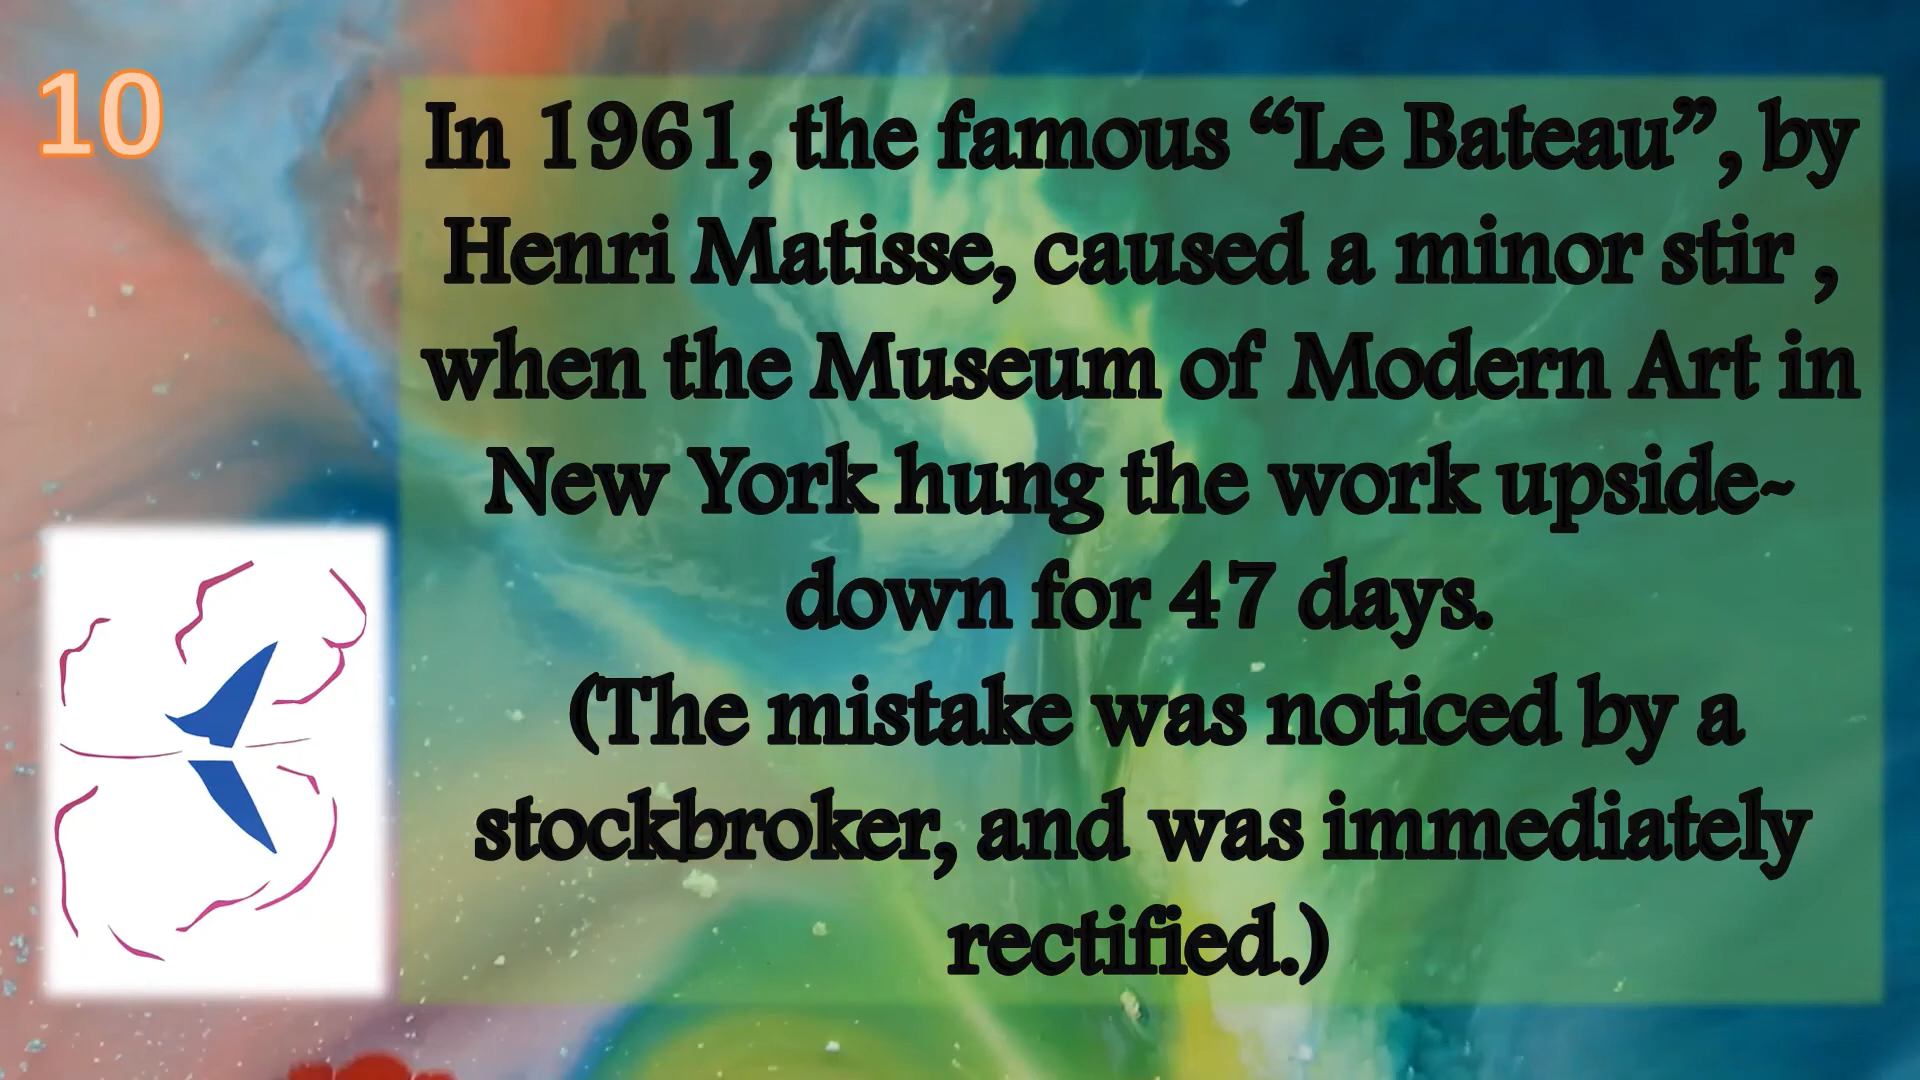 10
In 1961, the famous “Le Bateau”, by
Henri Matisse, caused a minor stir ,
when the Museum of Modern Art in
New York hung the work upside-
down for 47 days.
(The mistake was noticed by a
stockbroker, and was immediately
rectified.)